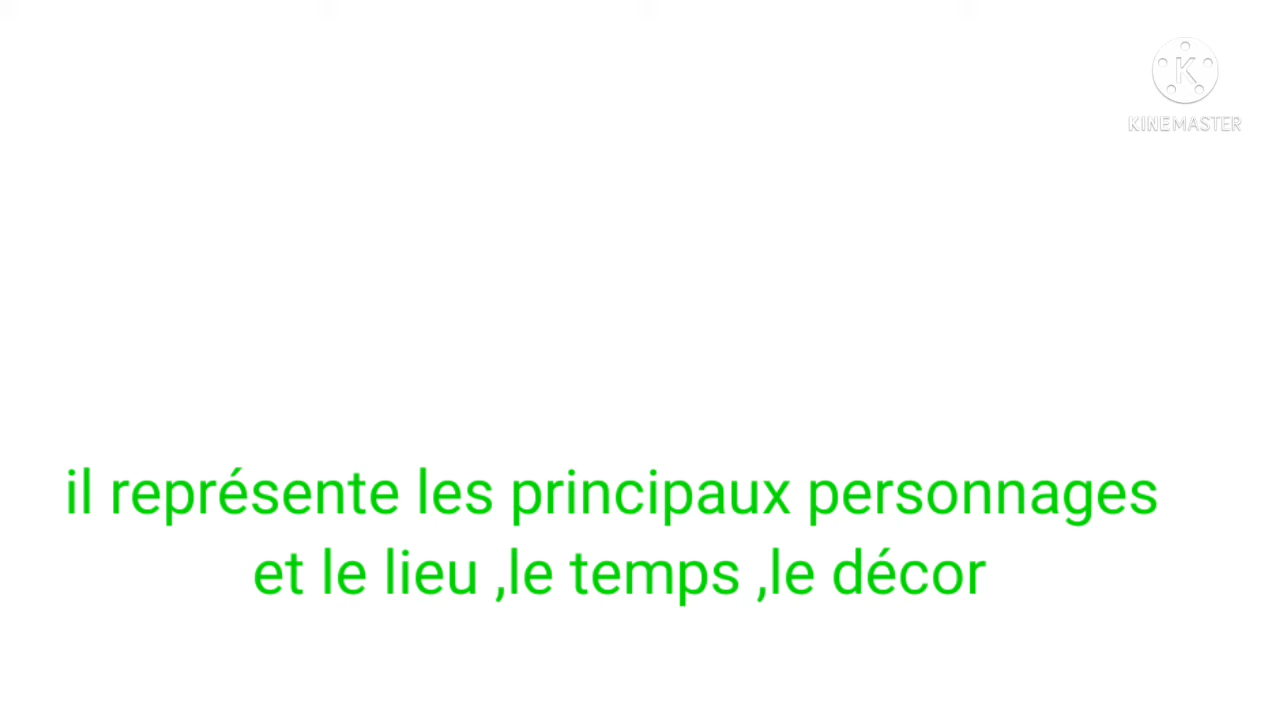 KINEMASTER
il représente les principaux personnages
et le lieu ,le temps ,le décor